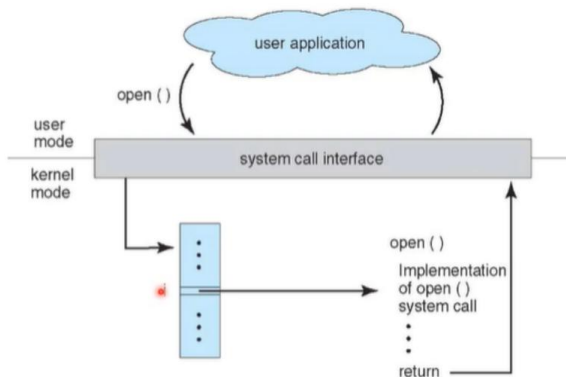 user application
open ( )
user
mode
system call interface
kernel
mode
open ( )
Implementation
of open ( )
system call
return